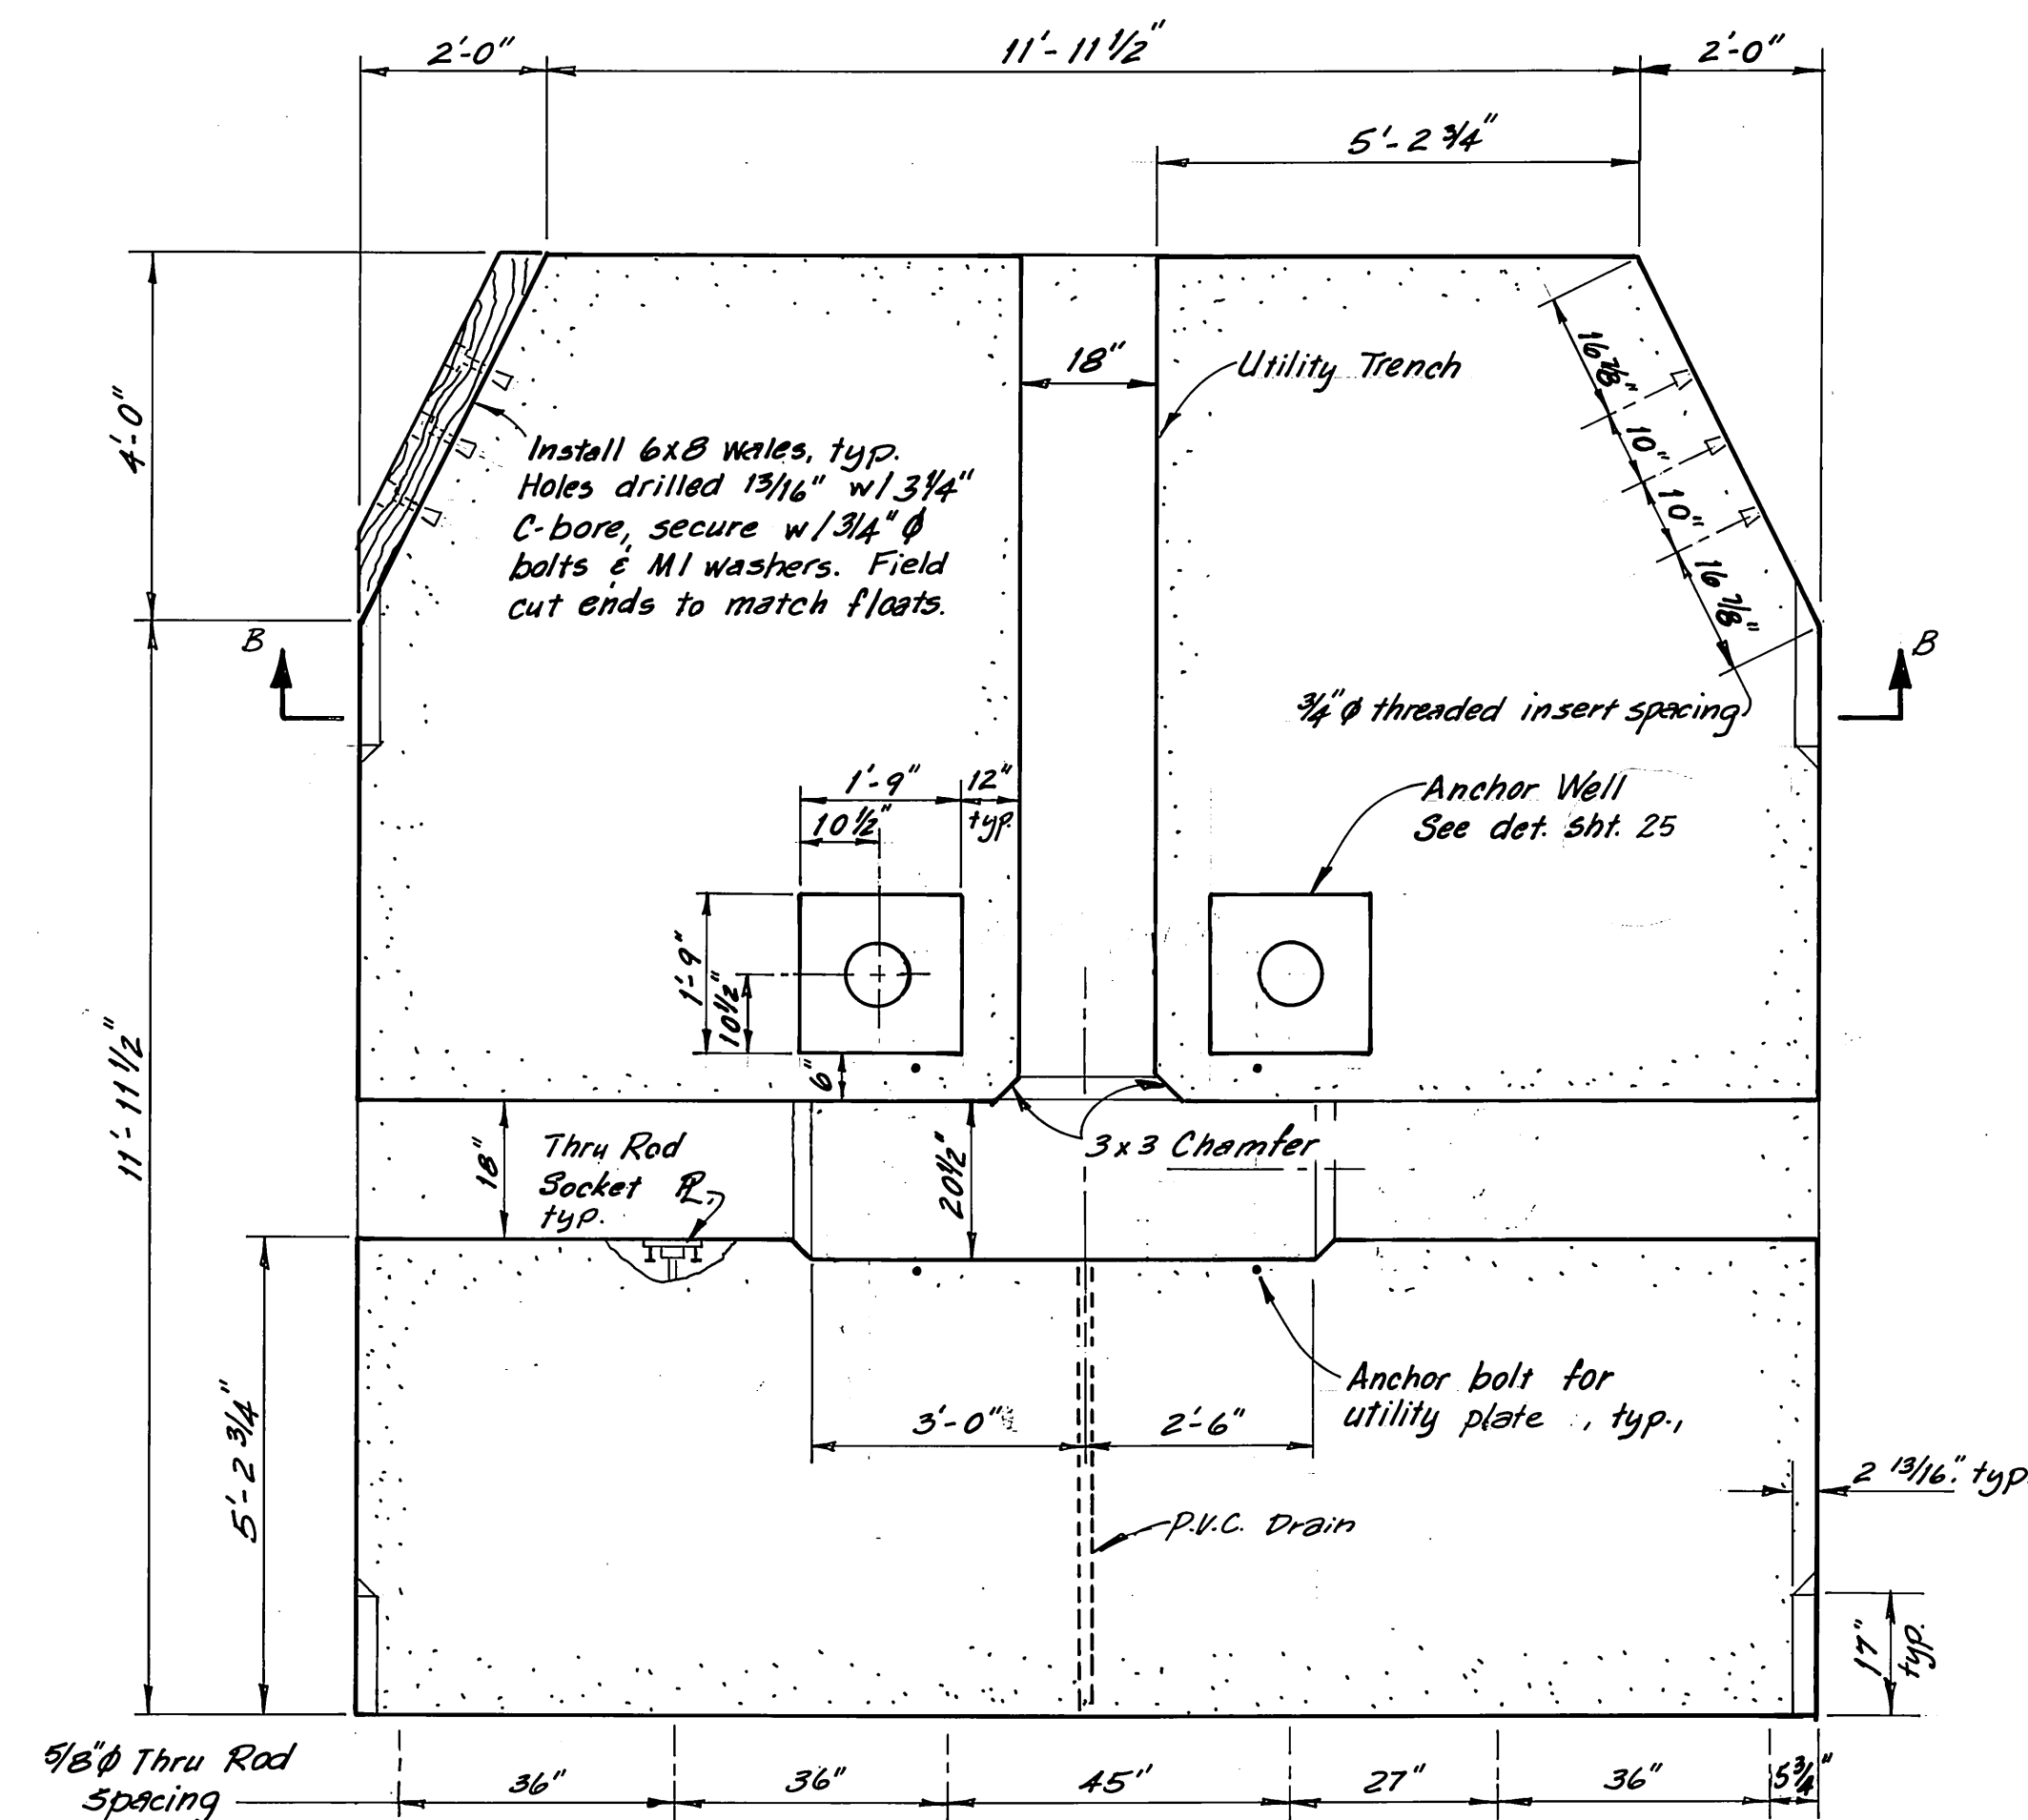 2'-0" 11'-11 1/2" 2'-0"
5'-2 3/4"
4'-0"
18"
Utility Trench
Install 6x8 wales, typ.
Holes drilled 13/16" w/ 3 1/4"
C-bore, secure w/ 3/4" ϕ
bolts & MI washers. Field
cut ends to match floats.
16 7/8"
10"
10"
16 7/8"
B
B
3/4" ϕ threaded insert spacing
1'-9" 12"
10 1/2" typ.
Anchor Well
See det. sht. 25
1'-9"
10 1/2"
6"
11'-11 1/2"
18"
Thru Rod
Socket PL,
typ.
20 1/2"
3 x 3 Chamfer
5'-2 3/4"
3'-0" 2'-6"
Anchor bolt for
utility plate , typ.,
2 13/16" typ.
P.V.C. Drain
17"
typ.
5/8" ϕ Thru Rod
Spacing
36" 36" 45" 27" 36" 5 3/4"